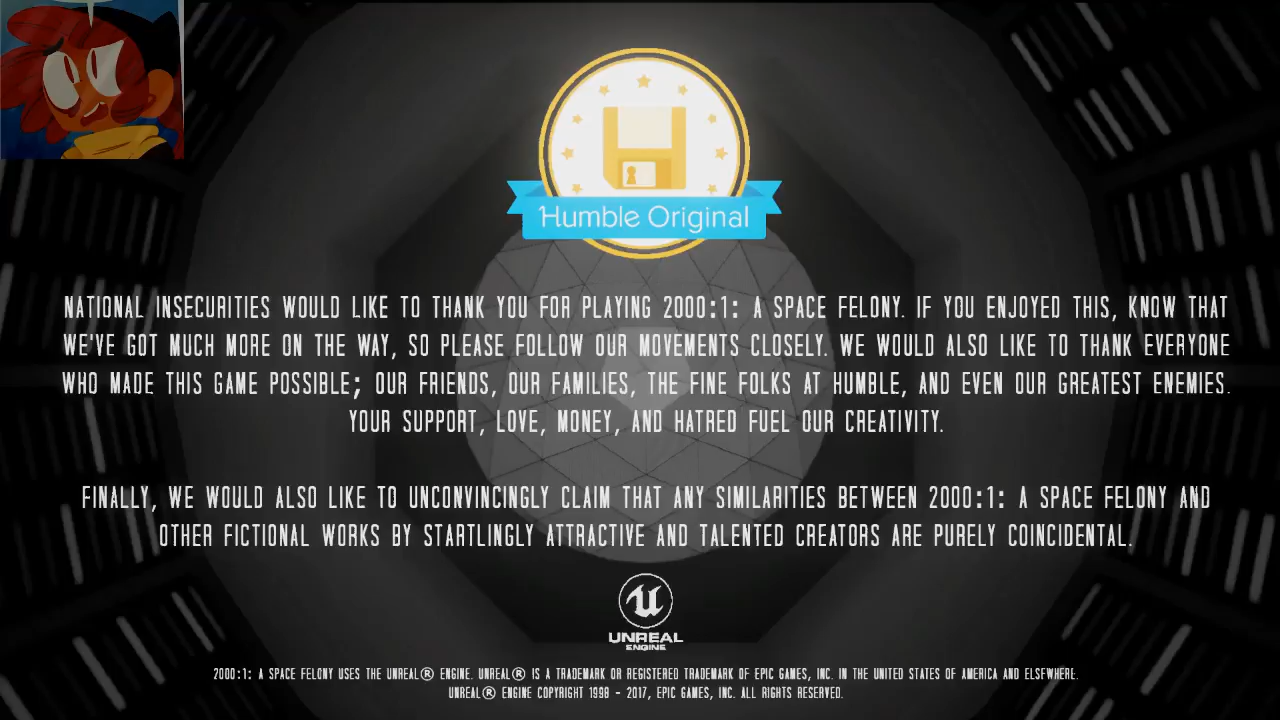 Humble Original
NATIONAL INSECURITIES WOULD LIKE TO THANK YOU FOR PLAYING 2000:1: A SPACE FELONY. IF YOU ENJOYED THIS, KNOW THAT
WE'VE GOT MUCH MORE ON THE WAY, SO PLEASE FOLLOW OUR MOVEMENTS CLOSELY. WE WOULD ALSO LIKE TO THANK EVERYONE
WHO MADE THIS GAME POSSIBLE; OUR FRIENDS, OUR FAMILIES, THE FINE FOLKS AT HUMBLE, AND EVEN OUR GREATEST ENEMIES.
YOUR SUPPORT, LOVE, MONEY, AND HATRED FUEL OUR CREATIVITY.
FINALLY, WE WOULD ALSO LIKE TO UNCONVINCINGLY CLAIM THAT ANY SIMILARITIES BETWEEN 2000:1: A SPACE FELONY AND
OTHER FICTIONAL WORKS BY STARTLINGLY ATTRACTIVE AND TALENTED CREATORS ARE PURELY COINCIDENTAL.
UNREAL
ENGINE
2000:1: A SPACE FELONY USES THE UNREAL® ENGINE. UNREAL® IS A TRADEMARK OR REGISTERED TRADEMARK OF EPIC GAMES, INC. IN THE UNITED STATES OF AMERICA AND ELSEWHERE.
UNREAL® ENGINE COPYRIGHT 1998 - 2017, EPIC GAMES, INC. ALL RIGHTS RESERVED.